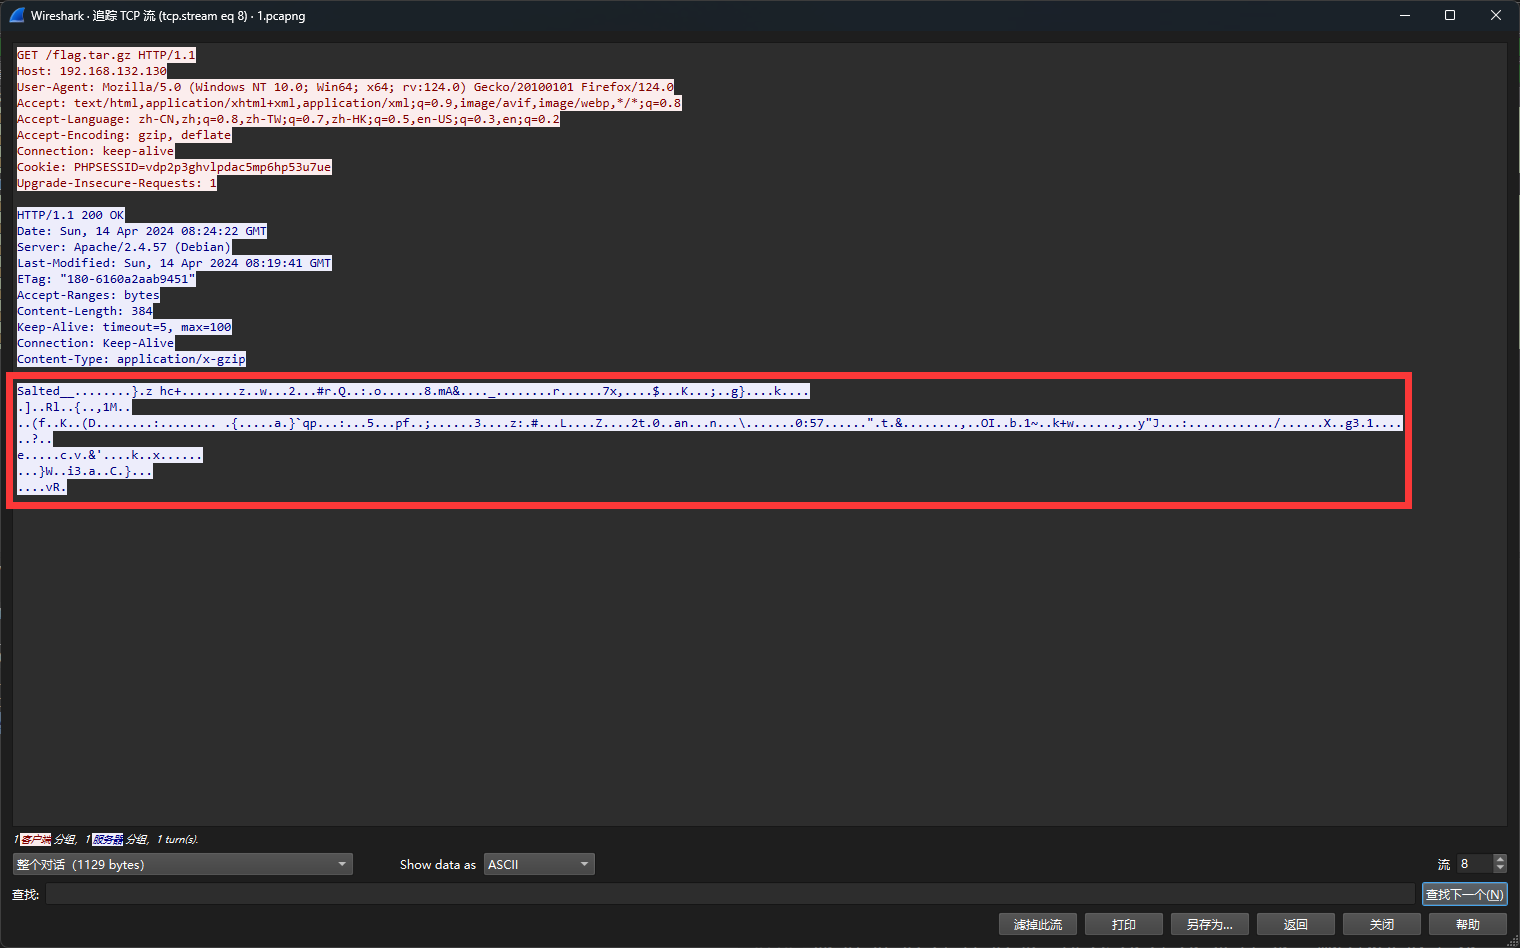 Wireshark · 追踪 TCP 流 (tcp.stream eq 8) · 1.pcapng
GET /flag.tar.gz HTTP/1.1
Host: 192.168.132.130
User-Agent: Mozilla/5.0 (Windows NT 10.0; Win64; x64; rv:124.0) Gecko/20100101 Firefox/124.0
Accept: text/html,application/xhtml+xml,application/xml;q=0.9,image/avif,image/webp,*/*;q=0.8
Accept-Language: zh-CN,zh;q=0.8,zh-TW;q=0.7,zh-HK;q=0.5,en-US;q=0.3,en;q=0.2
Accept-Encoding: gzip, deflate
Connection: keep-alive
Cookie: PHPSESSID=vdp2p3ghvlpdac5mp6hp53u7ue
Upgrade-Insecure-Requests: 1
HTTP/1.1 200 OK
Date: Sun, 14 Apr 2024 08:24:22 GMT
Server: Apache/2.4.57 (Debian)
Last-Modified: Sun, 14 Apr 2024 08:19:41 GMT
ETag: "180-6160a2aab9451"
Accept-Ranges: bytes
Content-Length: 384
Keep-Alive: timeout=5, max=100
Connection: Keep-Alive
Content-Type: application/x-gzip
Salted__........}.z hc+........z..w...2...#r.Q..:.o......8.mA&...._........r......7x,....$...K...;..g}....k....
.]..Rl..{..,1M..
..(f..K..(D........:........ .{.....a.}`qp...:...5...pf..;......3....z:.#...L....Z....2t.0..an...n...\.......0:57......".t.&........,..OI..b.1~..k+w......,..y"J...:............/......X..g3.1....
..?..
e.....c.v.&'....k..x......
...}W..i3.a..C.}...
....vR.
1 客户端 分组, 1 服务器 分组, 1 turn(s).
整个对话 (1129 bytes) Show data as ASCII 流 8
查找: 查找下一个(N)
滤掉此流 打印 另存为… 返回 关闭 帮助